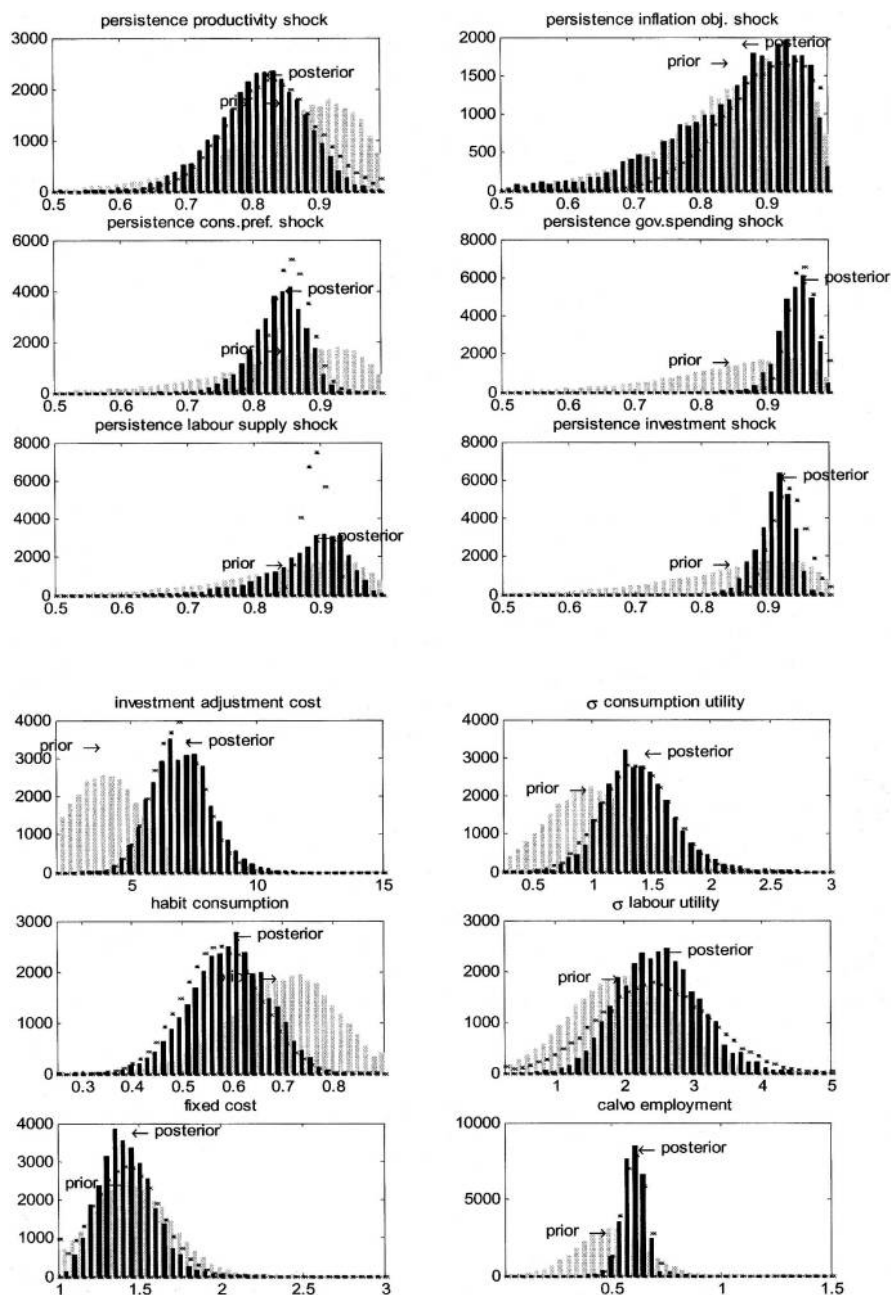 persistence productivity shock
3000
2000
1000
0
posterior
prior
0.5 0.6 0.7 0.8 0.9
persistence inflation obj. shock
2000
1500
1000
500
0
posterior
prior
0.5 0.6 0.7 0.8 0.9
persistence cons.pref. shock
6000
4000
2000
0
posterior
prior
0.5 0.6 0.7 0.8 0.9
persistence gov.spending shock
8000
6000
4000
2000
0
posterior
prior
0.5 0.6 0.7 0.8 0.9
persistence labour supply shock
8000
6000
4000
2000
0
posterior
prior
0.5 0.6 0.7 0.8 0.9
persistence investment shock
8000
6000
4000
2000
0
posterior
prior
0.5 0.6 0.7 0.8 0.9
investment adjustment cost
4000
3000
2000
1000
0
prior
posterior
5 10 15
σ consumption utility
4000
3000
2000
1000
0
posterior
prior
0.5 1 1.5 2 2.5 3
habit consumption
3000
2000
1000
0
posterior
prior
0.3 0.4 0.5 0.6 0.7 0.8
σ labour utility
3000
2000
1000
0
posterior
prior
1 2 3 4 5
fixed cost
4000
3000
2000
1000
0
posterior
prior
1 1.5 2 2.5 3
calvo employment
10000
5000
0
posterior
prior
0.5 1 1.5